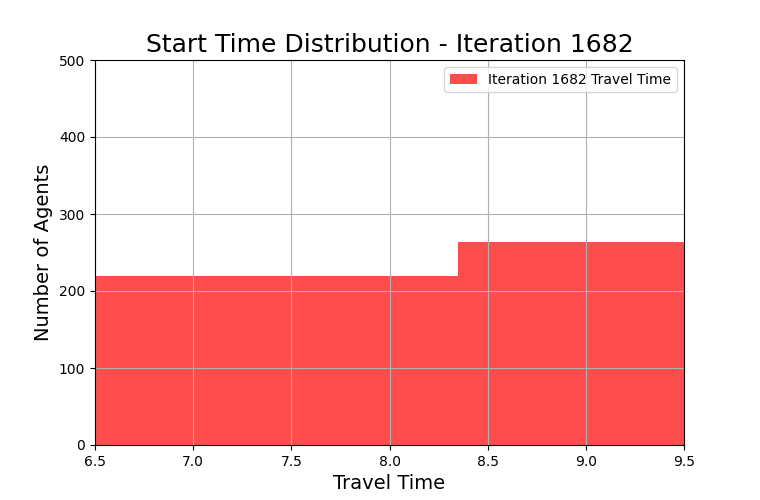 Start Time Distribution - Iteration 1682
Iteration 1682 Travel Time
Number of Agents
500
400
300
200
100
0
6.5 7.0 7.5 8.0 8.5 9.0 9.5
Travel Time